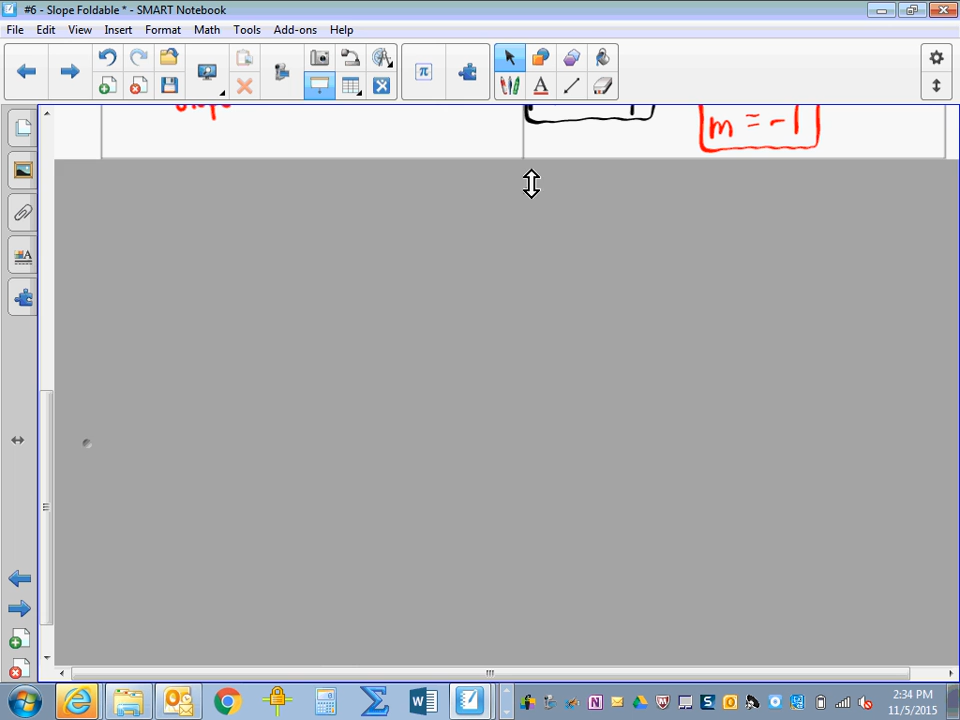 #6 - Slope Foldable * - SMART Notebook
File Edit View Insert Format Math Tools Add-ons Help
slope
m = -1
2:34 PM
11/5/2015